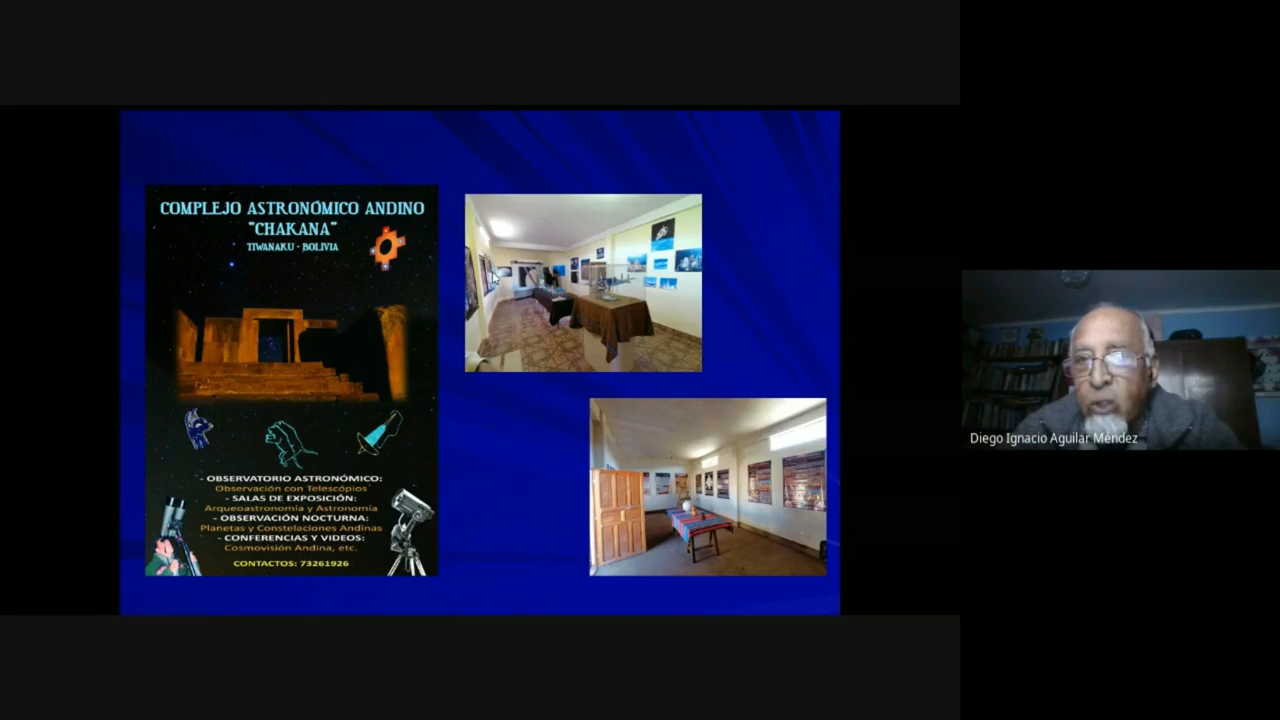 COMPLEJO ASTRONÓMICO ANDINO
"CHAKANA"
TIWANAKU - BOLIVIA
- OBSERVATORIO ASTRONÓMICO:
Observación con Telescópios
- SALAS DE EXPOSICIÓN:
Arqueoastronomía y Astronomía
- OBSERVACIÓN NOCTURNA:
Planetas y Constelaciones Andinas
- CONFERENCIAS Y VIDEOS:
Cosmovisión Andina, etc.
CONTACTOS: 73261926
Diego Ignacio Aguilar Méndez